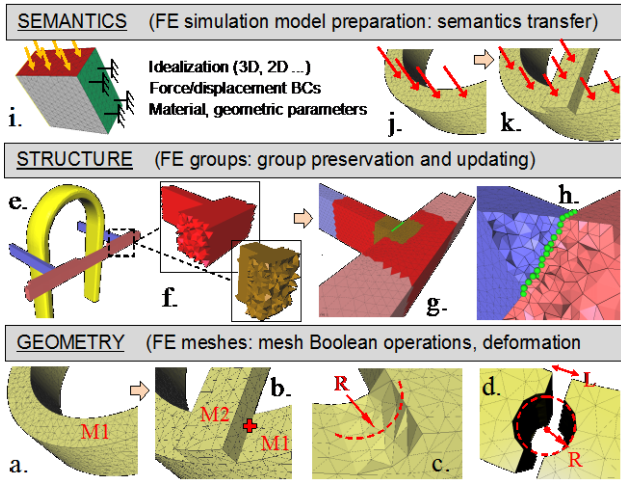 SEMANTICS (FE simulation model preparation: semantics transfer)
Idealization (3D, 2D ...)
Force/displacement BCs
Material, geometric parameters
i.
j.
k.
STRUCTURE (FE groups: group preservation and updating)
e.
f.
g.
h.
GEOMETRY (FE meshes: mesh Boolean operations, deformation
M1
a.
b.
M2
M1
R
c.
d.
L
R